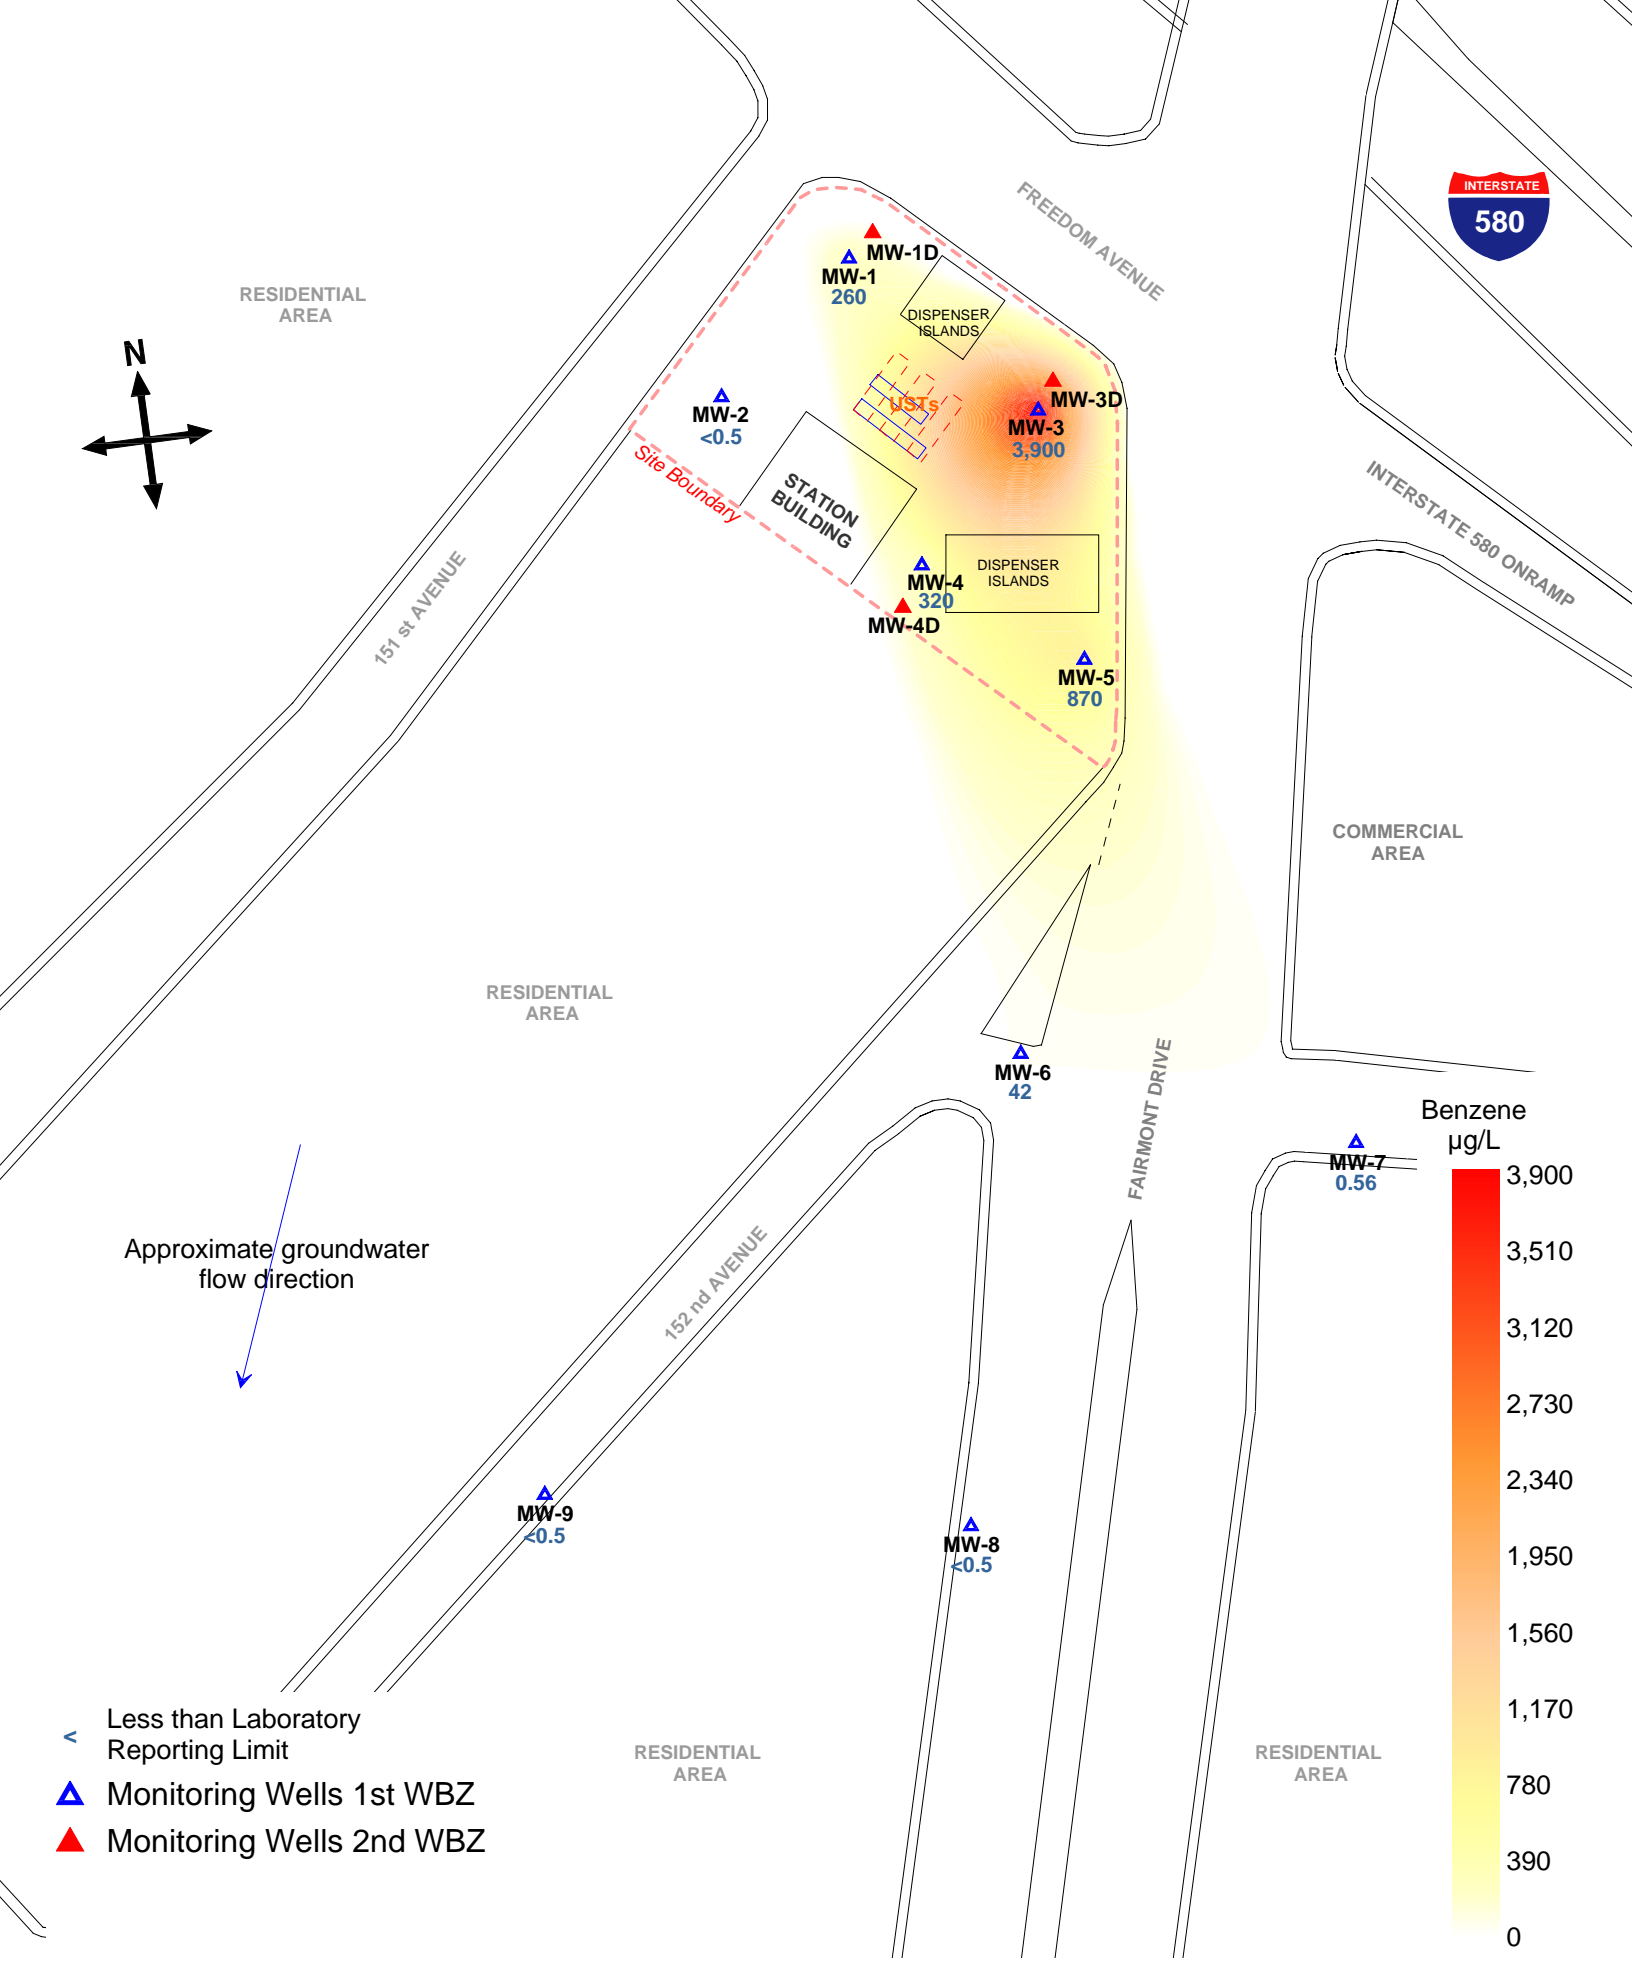 FREEDOM AVENUE
INTERSTATE
580
MW-1D
MW-1
260
RESIDENTIAL
AREA
DISPENSER
ISLANDS
N
USTs
MW-3D
MW-3
3,900
MW-2
<0.5
Site Boundary
STATION
BUILDING
INTERSTATE 580 ONRAMP
151 st AVENUE
MW-4
320
MW-4D
DISPENSER
ISLANDS
MW-5
870
COMMERCIAL
AREA
RESIDENTIAL
AREA
MW-6
42
FAIRMONT DRIVE
MW-7
0.56
Approximate groundwater
flow direction
152 nd AVENUE
MW-9
<0.5
MW-8
<0.5
Benzene
µg/L
3,900
3,510
3,120
2,730
2,340
1,950
1,560
1,170
780
390
0
RESIDENTIAL
AREA
RESIDENTIAL
AREA
< Less than Laboratory
Reporting Limit
Monitoring Wells 1st WBZ
Monitoring Wells 2nd WBZ